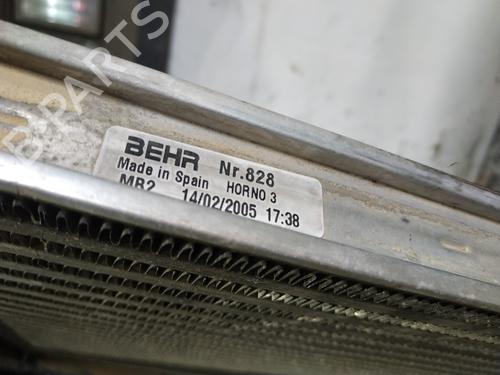 BEHR Nr.828
Made in Spain HORNO 3
MB2 14/02/2005 17:38
B-PARTS